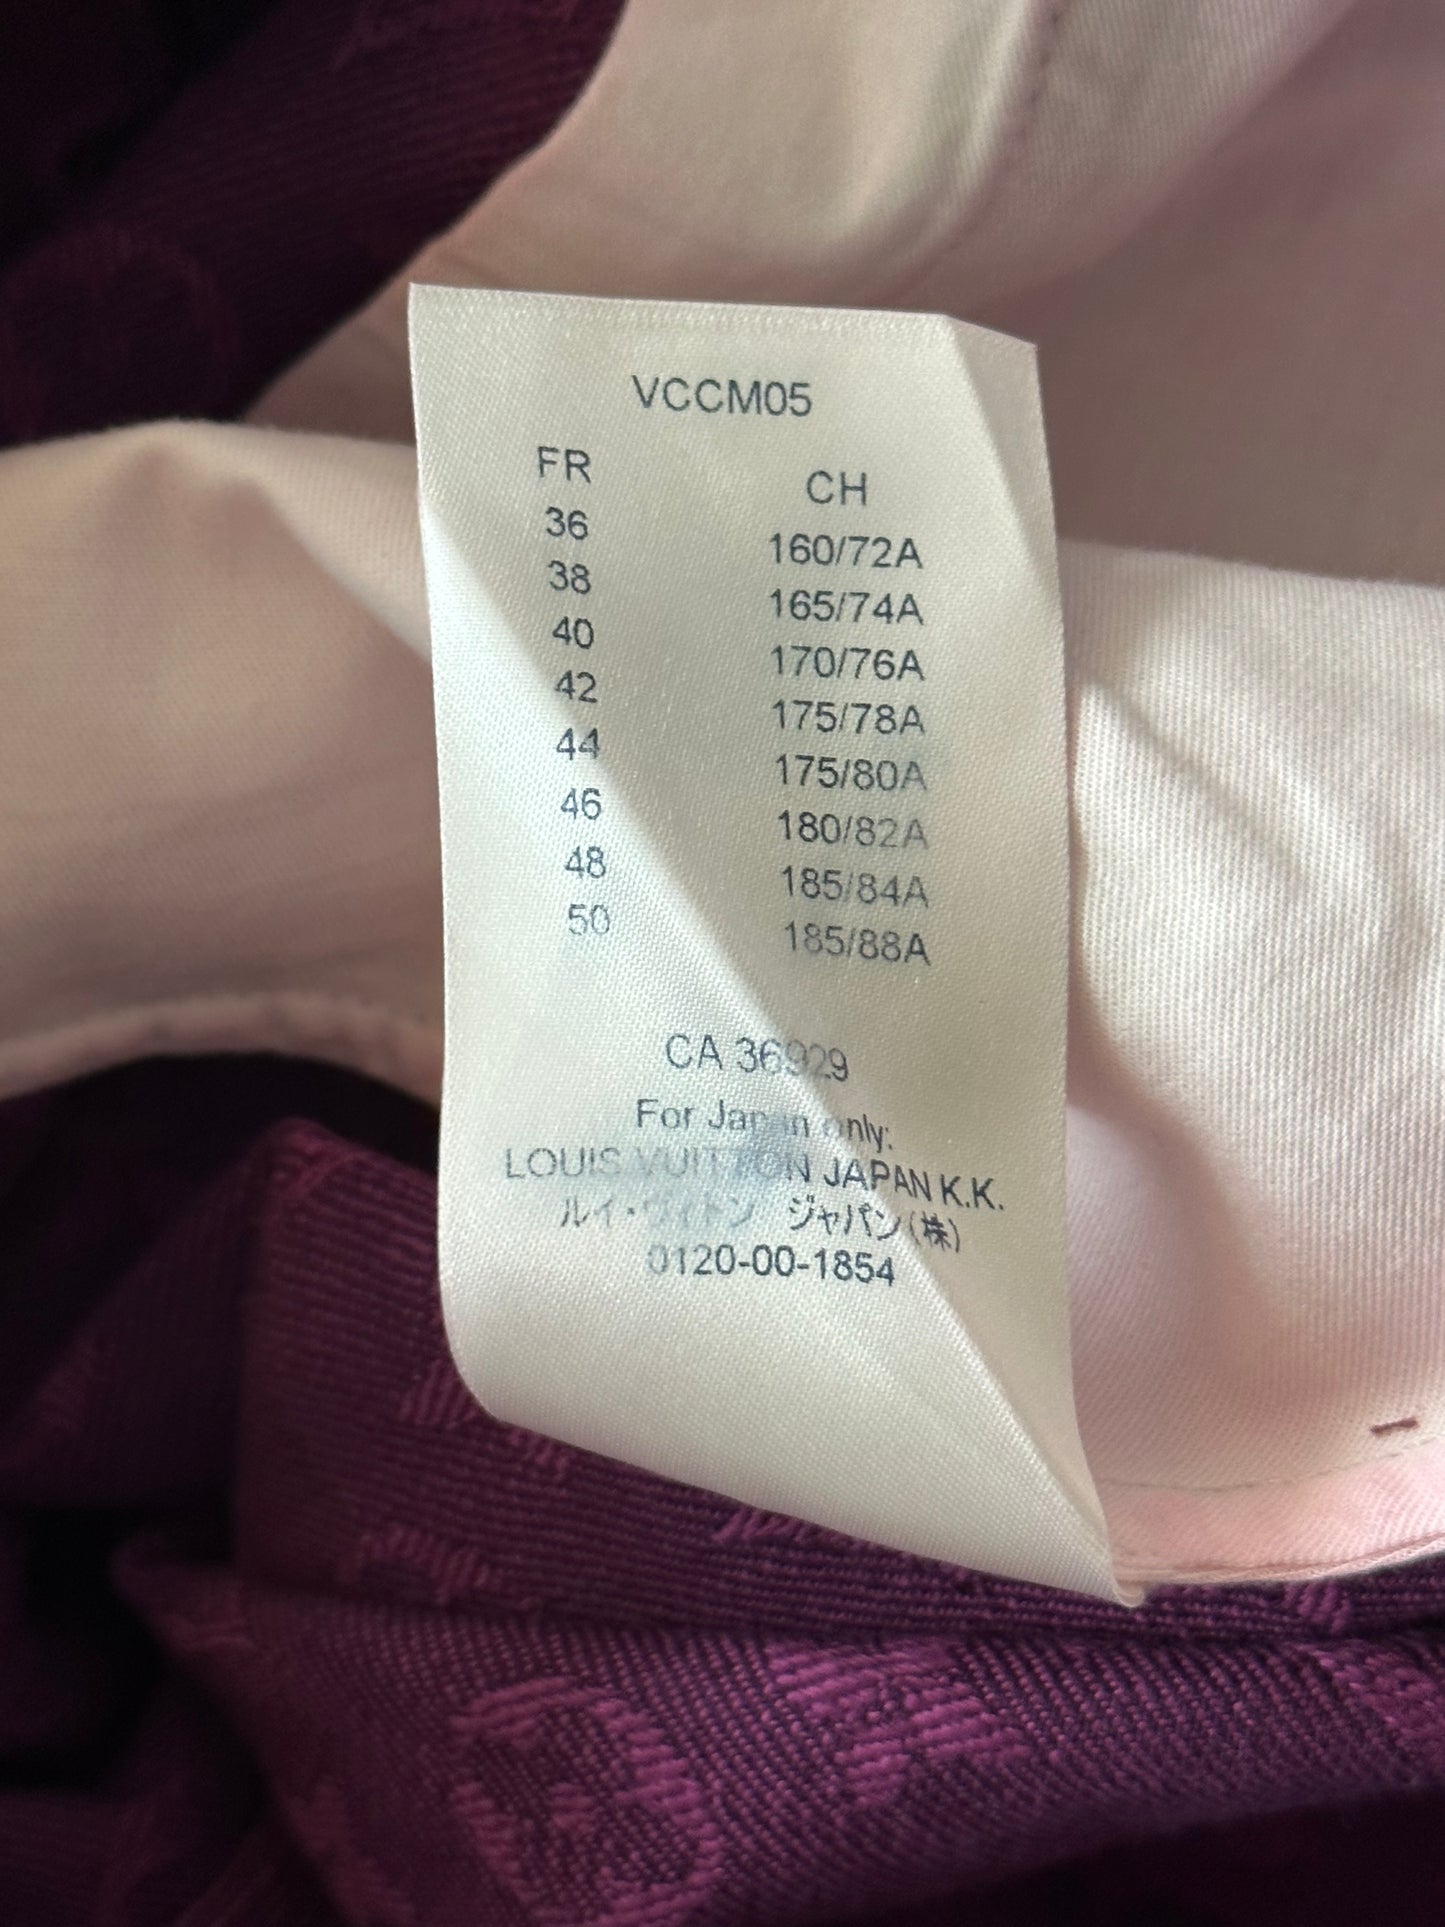 VCCM05
FR CH
36 160/72A
38 165/74A
40 170/76A
42 175/78A
44 175/80A
46 180/82A
48 185/84A
50 185/88A
CA 36929
For Japan only:
LOUIS VUITTON JAPAN K.K.
ルイ・ヴィトン ジャパン(株)
0120-00-1854